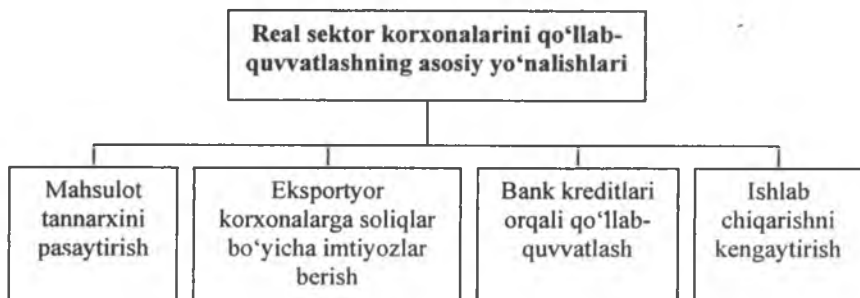 Real sektor korxonalarini qo‘llab-
quvvatlashning asosiy yo‘nalishlari
Mahsulot
tannarxini
pasaytirish
Eksportyor
korxonalarga soliqlar
bo‘yicha imtiyozlar
berish
Bank kreditlari
orqali qo‘llab-
quvvatlash
Ishlab
chiqarishni
kengaytirish